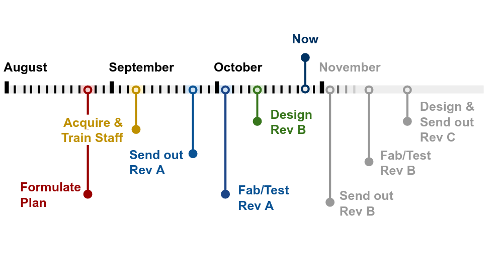 Now
August
September
October
November
Acquire &
Train Staff
Design
Rev B
Design &
Send out
Rev C
Send out
Rev A
Fab/Test
Rev B
Formulate
Plan
Fab/Test
Rev A
Send out
Rev B